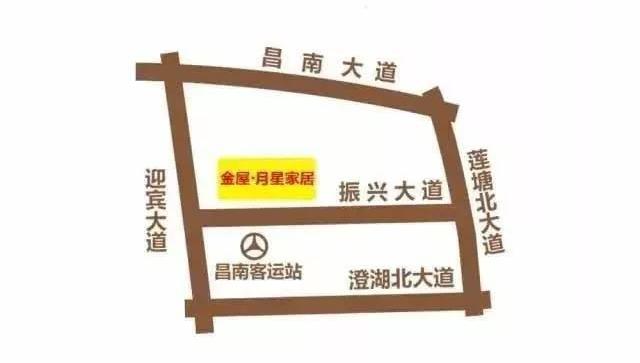 昌南大道
迎宾大道
金屋·月星家居
振兴大道
莲塘北大道
昌南客运站
澄湖北大道